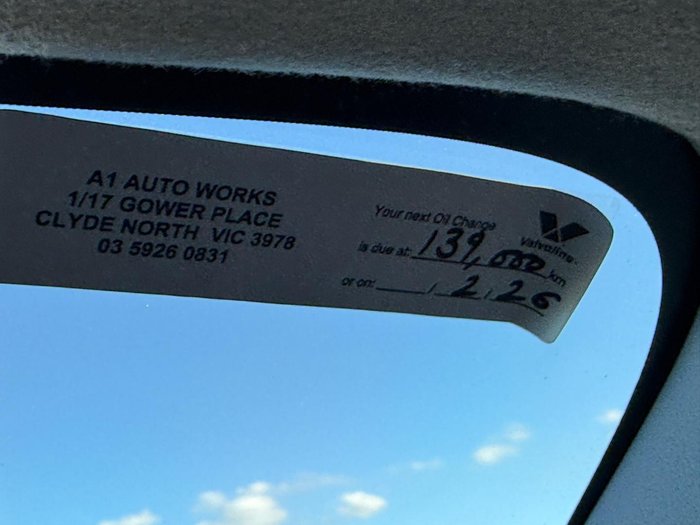 A1 AUTO WORKS
1/17 GOWER PLACE
CLYDE NORTH VIC 3978
03 5926 0831
Valvoline.
Your next Oil Change
is due at: 139,000 km
or on: / 2 / 26